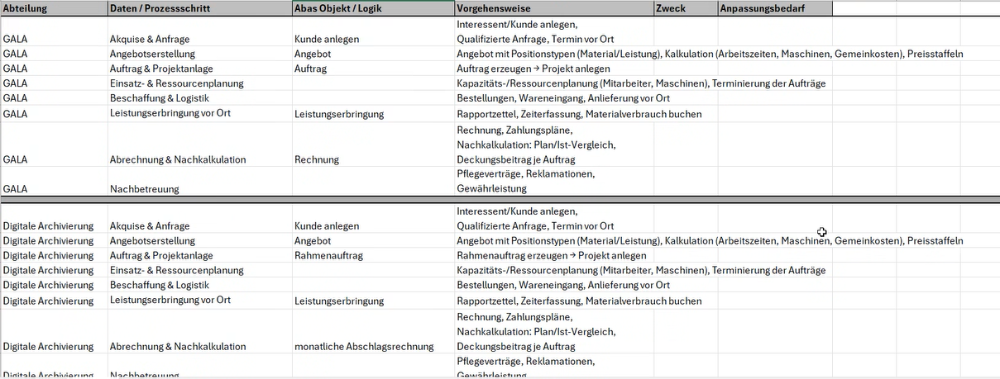 Abteilung Daten / Prozessschritt Abas Objekt / Logik Vorgehensweise Zweck Anpassungsbedarf
Interessent/Kunde anlegen,
GALA Akquise & Anfrage Kunde anlegen Qualifizierte Anfrage, Termin vor Ort
GALA Angebotserstellung Angebot Angebot mit Positionstypen (Material/Leistung), Kalkulation (Arbeitszeiten, Maschinen, Gemeinkosten), Preisstaffeln
GALA Auftrag & Projektanlage Auftrag Auftrag erzeugen → Projekt anlegen
GALA Einsatz- & Ressourcenplanung Kapazitäts-/Ressourcenplanung (Mitarbeiter, Maschinen), Terminierung der Aufträge
GALA Beschaffung & Logistik Bestellungen, Wareneingang, Anlieferung vor Ort
GALA Leistungserbringung vor Ort Leistungserbringung Rapportzettel, Zeiterfassung, Materialverbrauch buchen
Rechnung, Zahlungspläne,
Nachkalkulation: Plan/Ist-Vergleich,
GALA Abrechnung & Nachkalkulation Rechnung Deckungsbeitrag je Auftrag
Pflegeverträge, Reklamationen,
GALA Nachbetreuung Gewährleistung
Interessent/Kunde anlegen,
Digitale Archivierung Akquise & Anfrage Kunde anlegen Qualifizierte Anfrage, Termin vor Ort
Digitale Archivierung Angebotserstellung Angebot Angebot mit Positionstypen (Material/Leistung), Kalkulation (Arbeitszeiten, Maschinen, Gemeinkosten), Preisstaffeln
Digitale Archivierung Auftrag & Projektanlage Rahmenauftrag Rahmenauftrag erzeugen → Projekt anlegen
Digitale Archivierung Einsatz- & Ressourcenplanung Kapazitäts-/Ressourcenplanung (Mitarbeiter, Maschinen), Terminierung der Aufträge
Digitale Archivierung Beschaffung & Logistik Bestellungen, Wareneingang, Anlieferung vor Ort
Digitale Archivierung Leistungserbringung vor Ort Leistungserbringung Rapportzettel, Zeiterfassung, Materialverbrauch buchen
Rechnung, Zahlungspläne,
Nachkalkulation: Plan/Ist-Vergleich,
Digitale Archivierung Abrechnung & Nachkalkulation monatliche Abschlagsrechnung Deckungsbeitrag je Auftrag
Pflegeverträge, Reklamationen,
Digitale Archivierung Nachbetreuung Gewährleistung